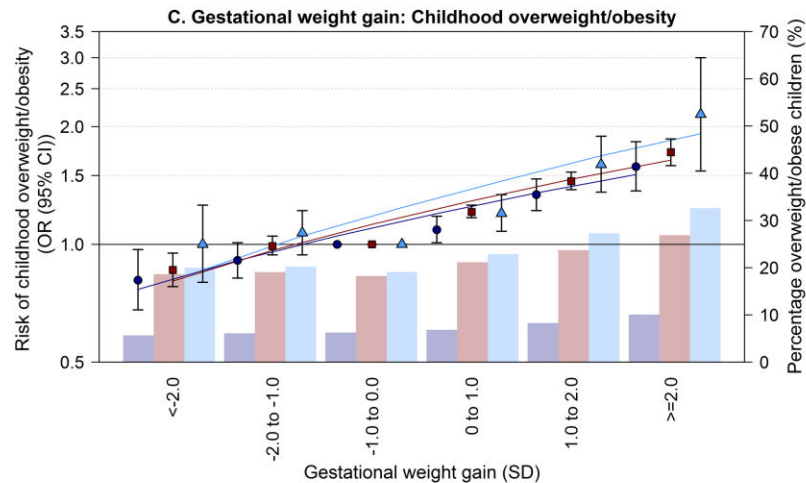 C. Gestational weight gain: Childhood overweight/obesity
Risk of childhood overweight/obesity
(OR (95% CI))
3.5
3.0
2.5
2.0
1.5
1.0
0.5
70
60
50
40
30
20
10
0
Percentage overweight/obese children (%)
<-2.0
-2.0 to -1.0
-1.0 to 0.0
0 to 1.0
1.0 to 2.0
>=2.0
Gestational weight gain (SD)